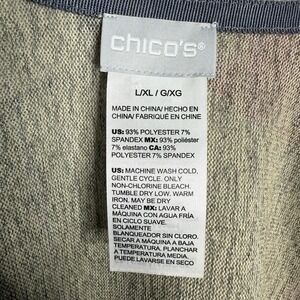 chico's®
L/XL / G/XG
MADE IN CHINA/ HECHO EN
CHINA/ FABRIQUÉ EN CHINE
US: 93% POLYESTER 7%
SPANDEX MX: 93% poliéster
7% elastano CA: 93%
POLYESTER 7% SPANDEX
US: MACHINE WASH COLD,
GENTLE CYCLE. ONLY
NON-CHLORINE BLEACH.
TUMBLE DRY LOW. WARM
IRON. MAY BE DRY
CLEANED MX: LAVAR A
MÁQUINA CON AGUA FRÍA
EN CICLO SUAVE.
SOLAMENTE
BLANQUEADOR SIN CLORO.
SECAR A MÁQUINA A BAJA
TEMPERATURA. PLANCHAR
A TEMPERATURA MEDIA.
PUEDE LAVARSE EN SECO